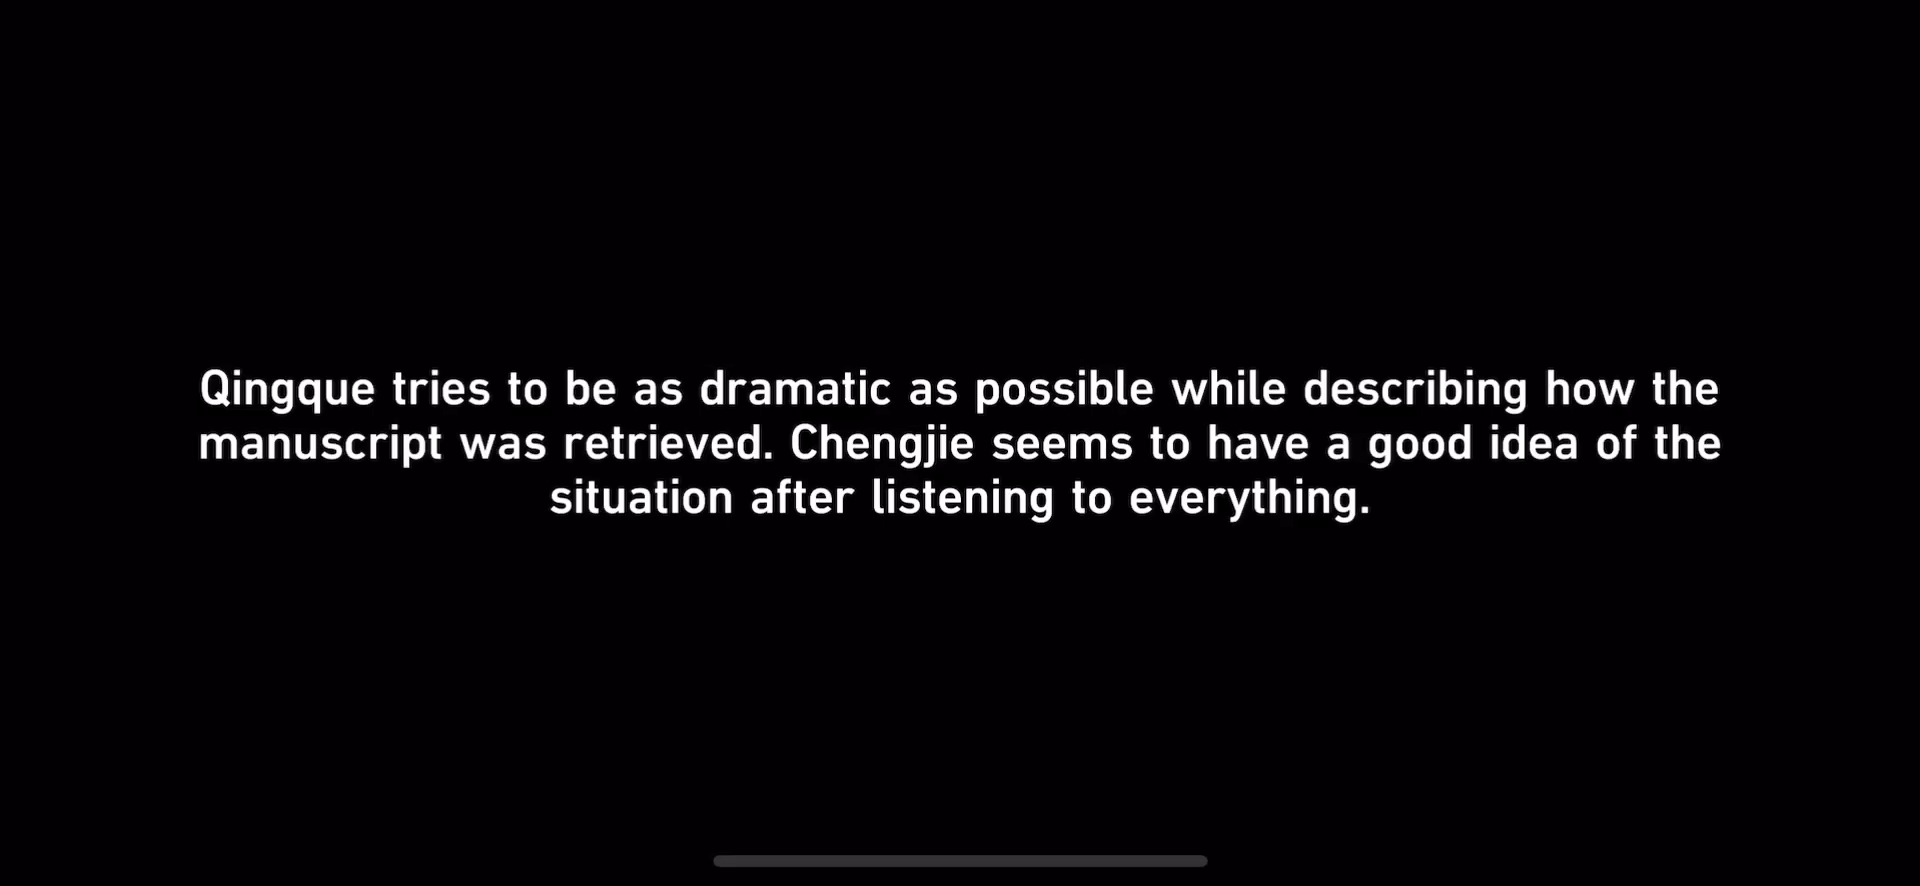 Qingque tries to be as dramatic as possible while describing how the
manuscript was retrieved. Chengjie seems to have a good idea of the
situation after listening to everything.